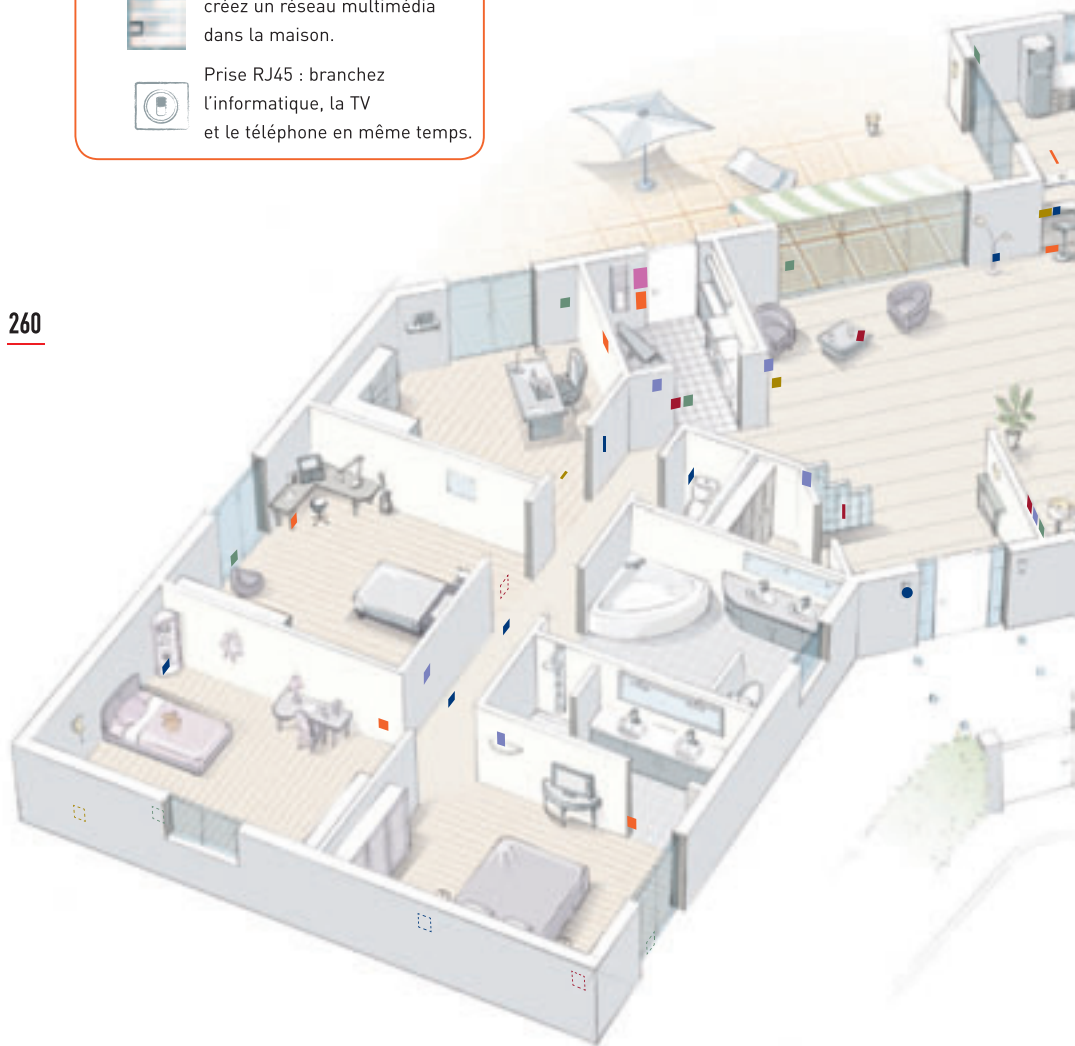 créez un réseau multimédia
dans la maison.
Prise RJ45 : branchez
l'informatique, la TV
et le téléphone en même temps.
260